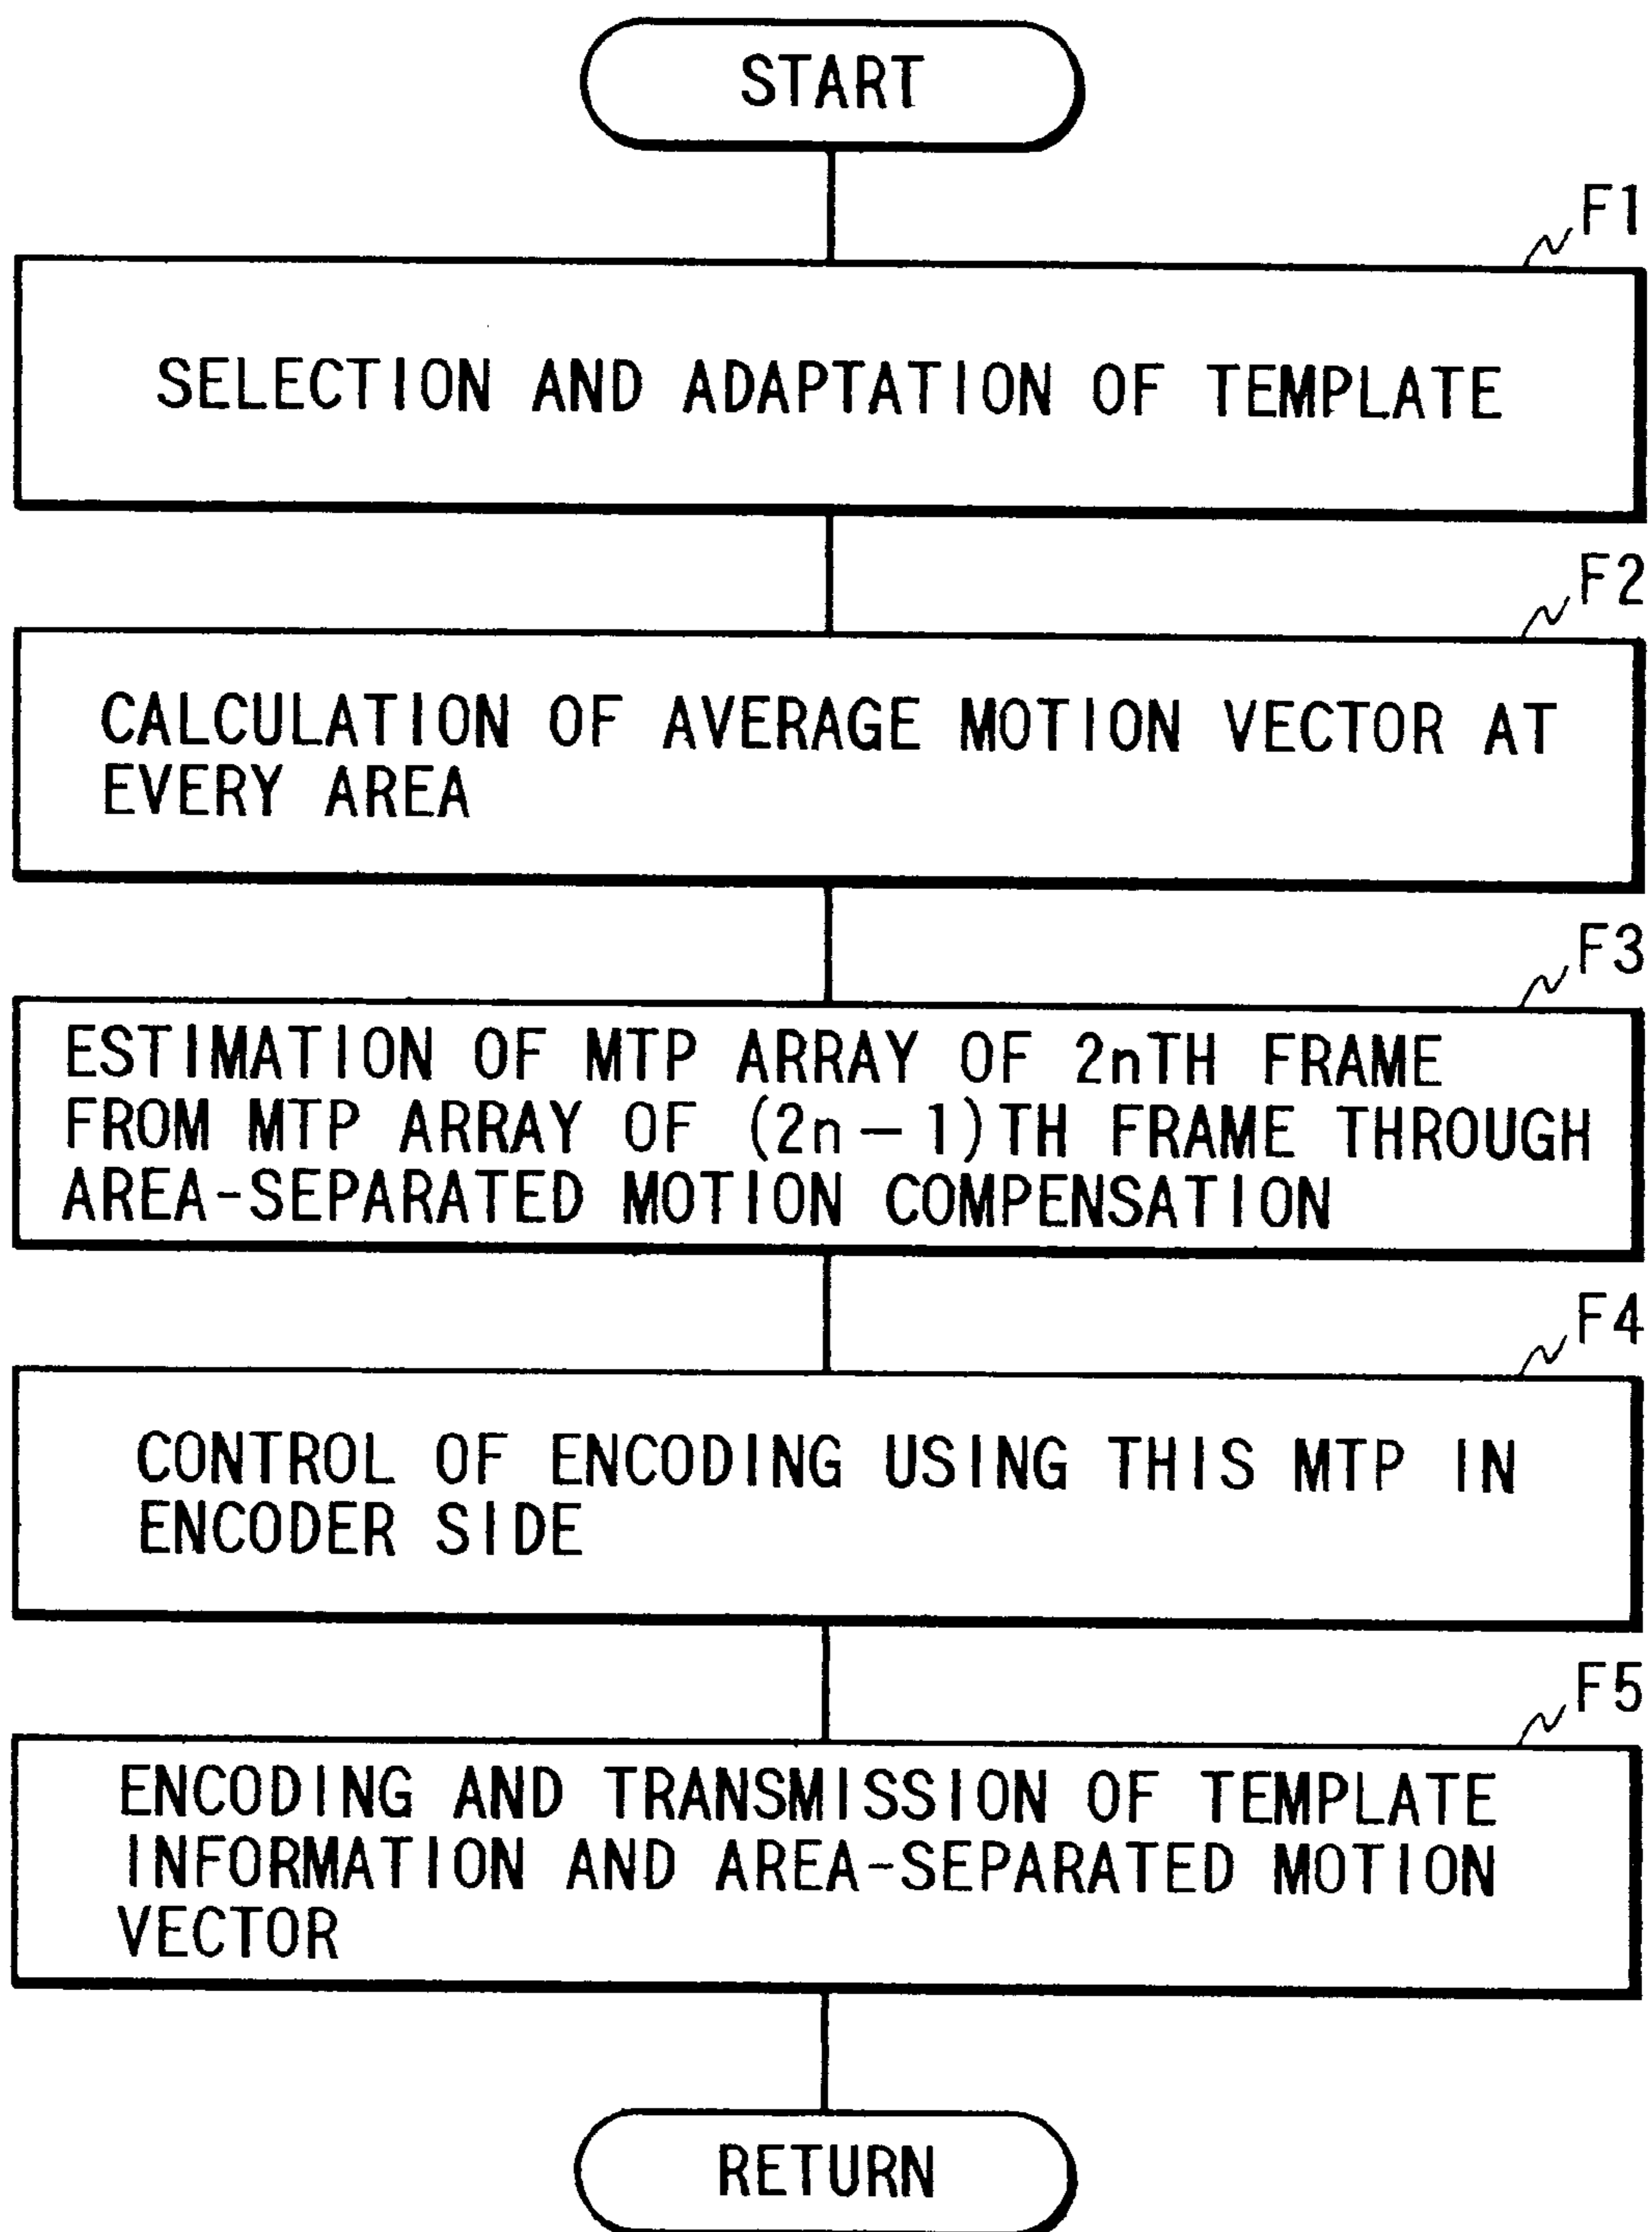 START
F1
SELECTION AND ADAPTATION OF TEMPLATE
F2
CALCULATION OF AVERAGE MOTION VECTOR AT
EVERY AREA
F3
ESTIMATION OF MTP ARRAY OF 2nTH FRAME
FROM MTP ARRAY OF (2n-1)TH FRAME THROUGH
AREA-SEPARATED MOTION COMPENSATION
F4
CONTROL OF ENCODING USING THIS MTP IN
ENCODER SIDE
F5
ENCODING AND TRANSMISSION OF TEMPLATE
INFORMATION AND AREA-SEPARATED MOTION
VECTOR
RETURN